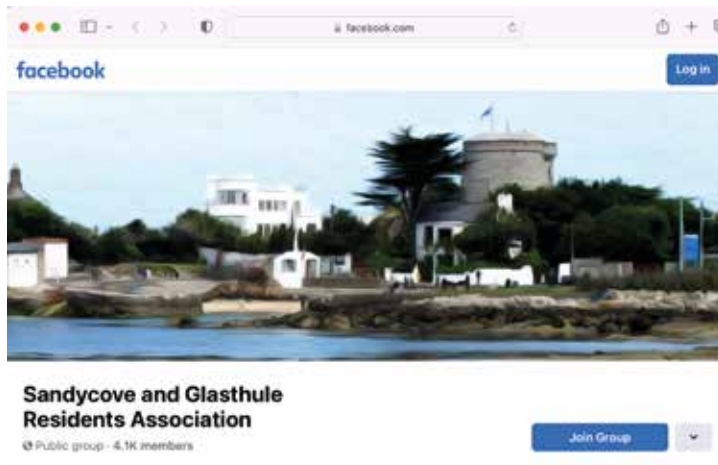 facebook.com
facebook
Log in
Sandycove and Glasthule
Residents Association
Public group · 4.1K members
Join Group